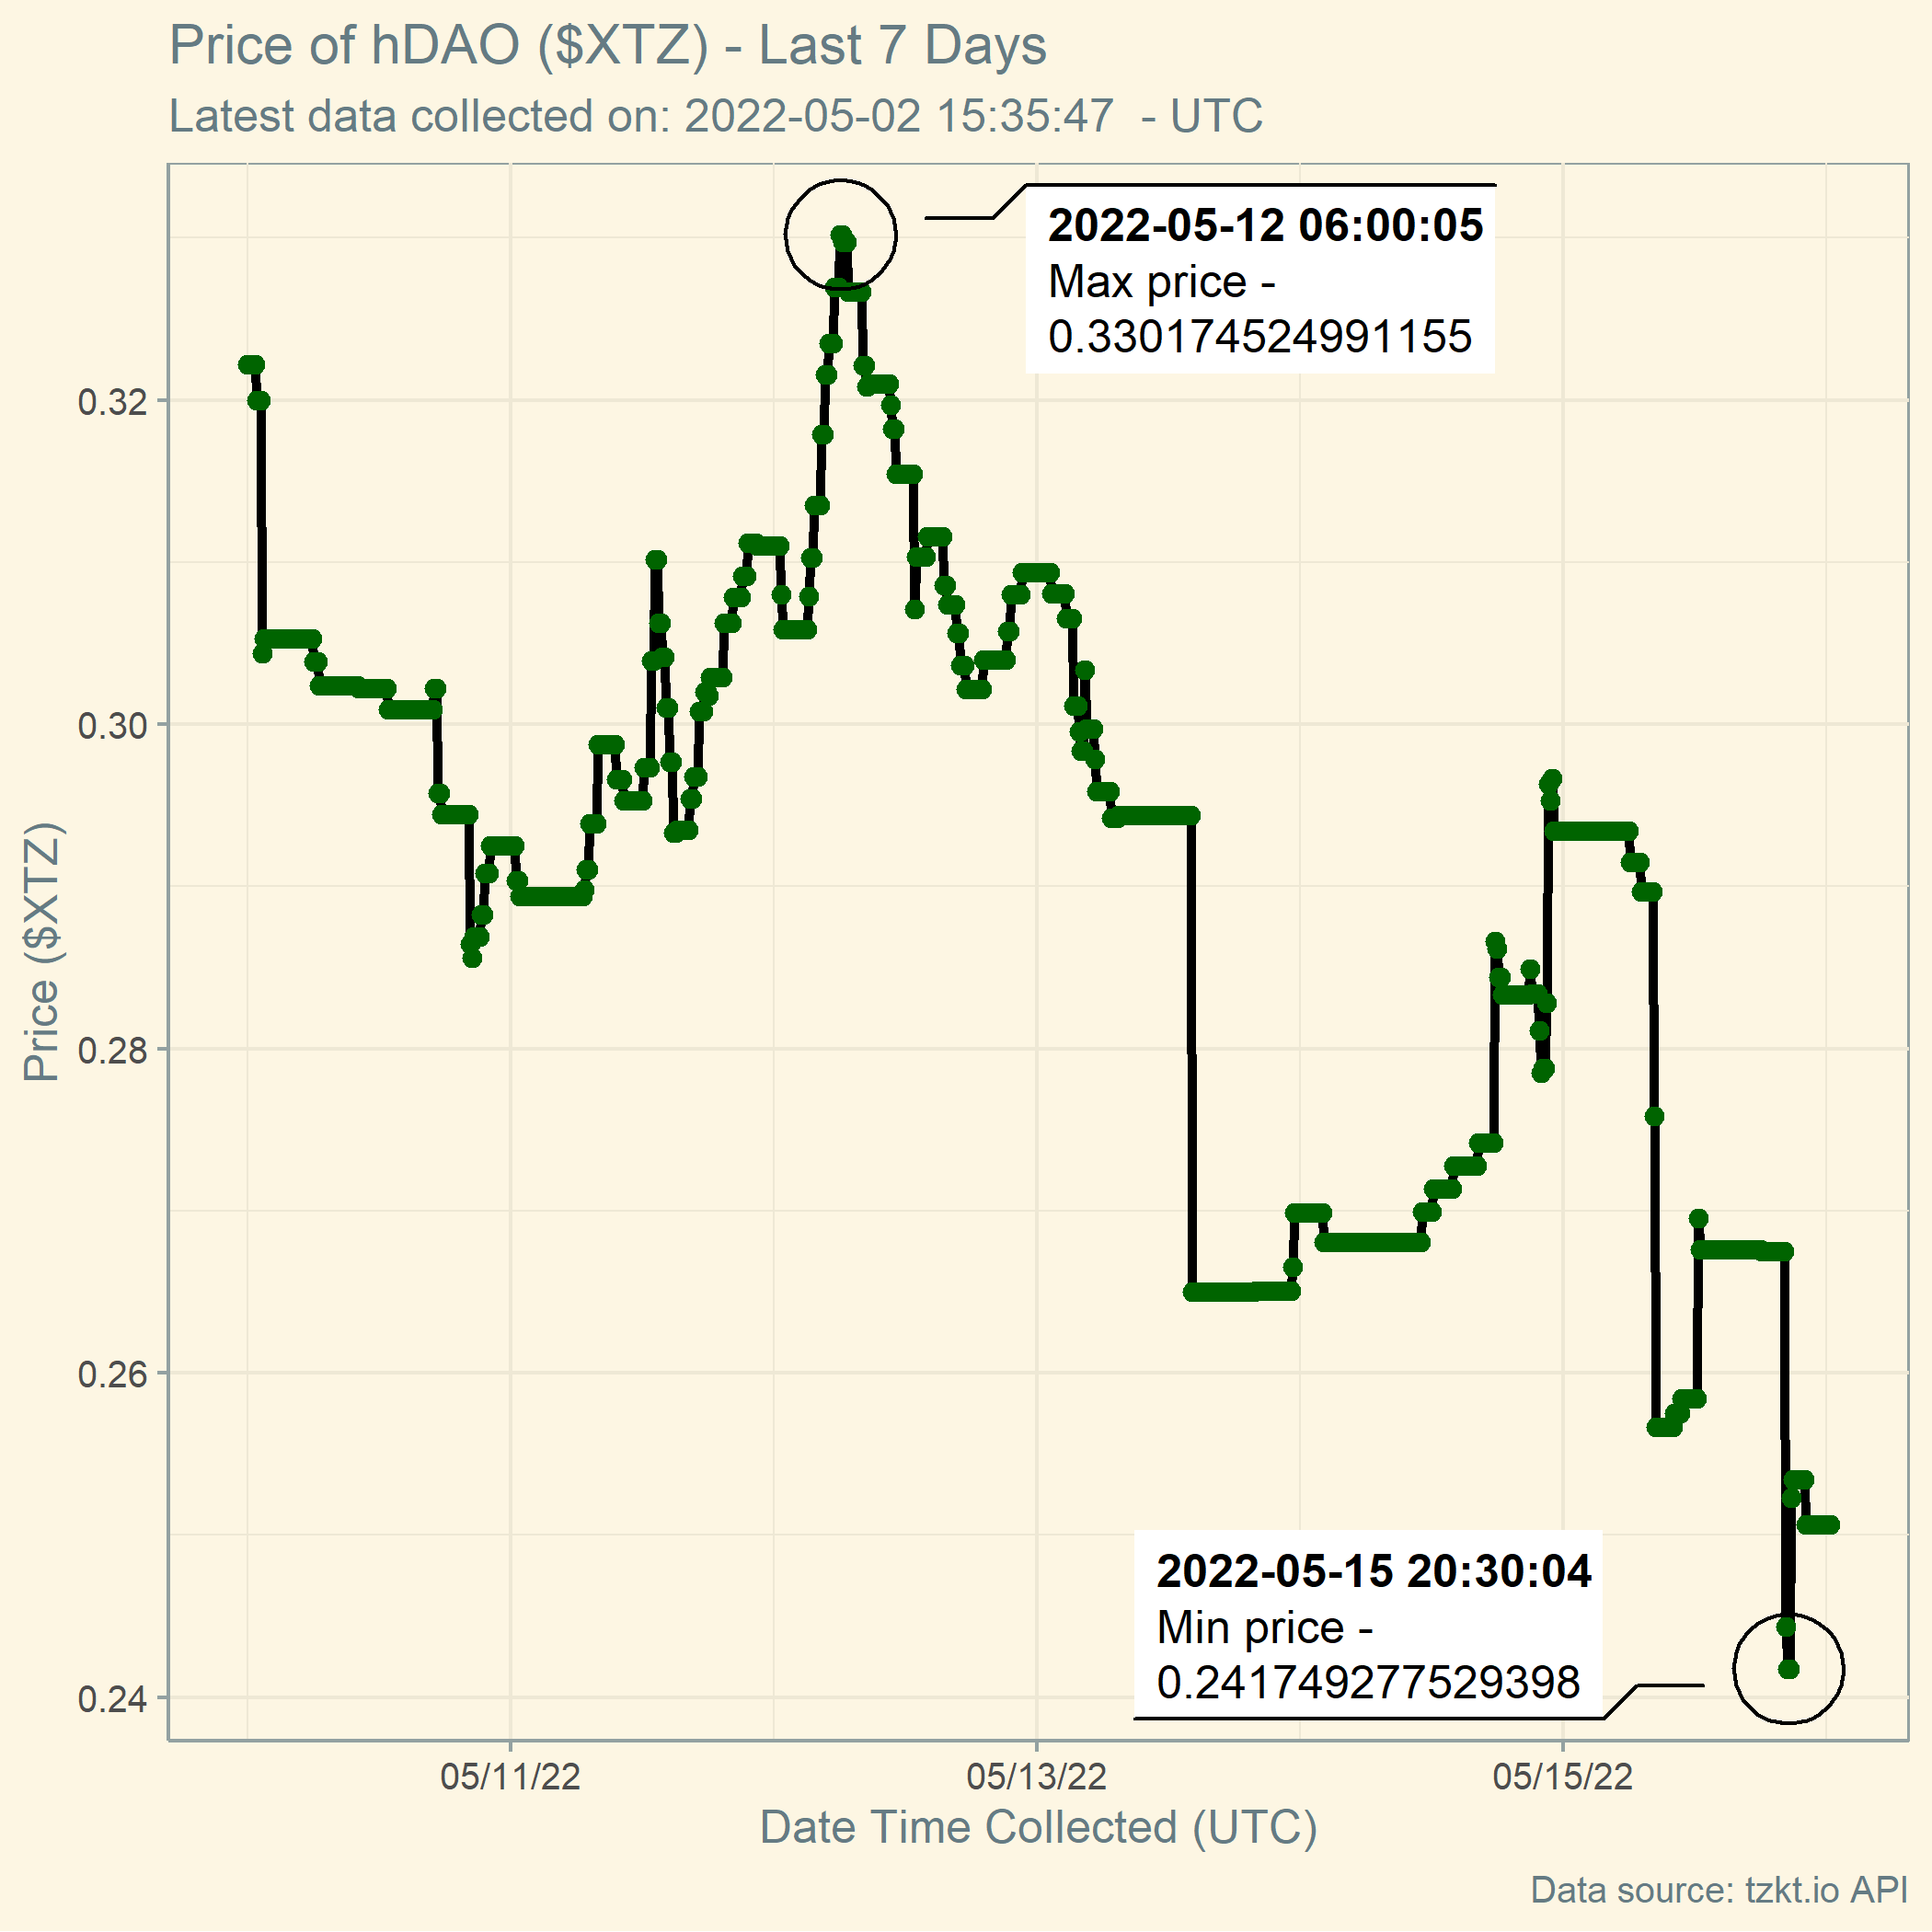 Price of hDAO ($XTZ) - Last 7 Days
Latest data collected on: 2022-05-02 15:35:47  - UTC
2022-05-12 06:00:05
Max price -
0.330174524991155
0.32
0.30
0.28
0.26
0.24
Price ($XTZ)
2022-05-15 20:30:04
Min price -
0.241749277529398
05/11/22
05/13/22
05/15/22
Date Time Collected (UTC)
Data source: tzkt.io API